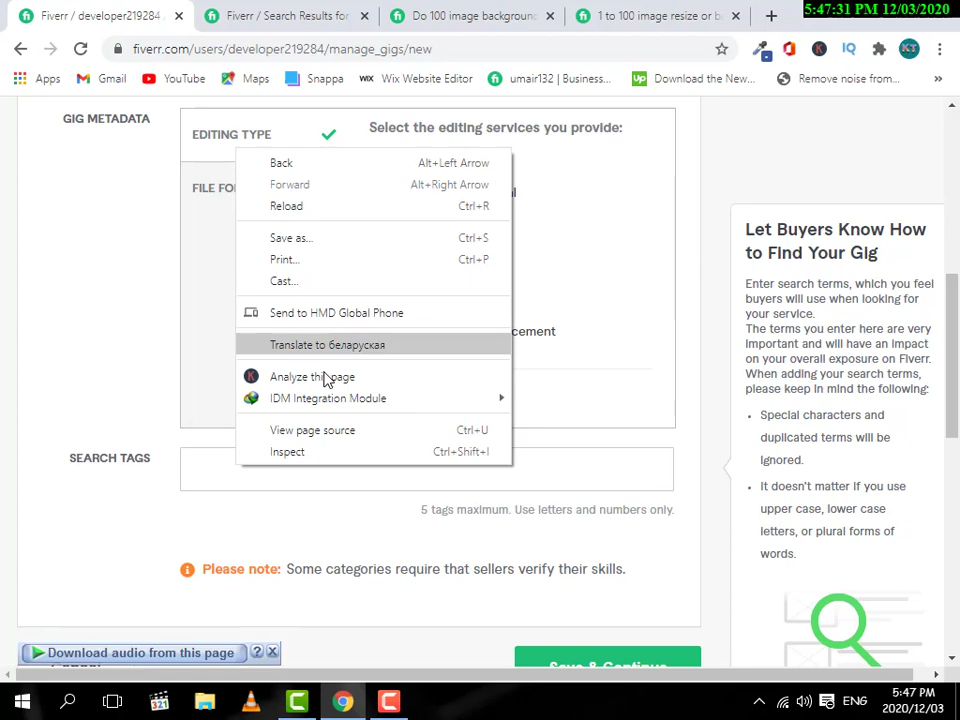 Fiverr / developer219284
Fiverr / Search Results for
Do 100 image background
1 to 100 image resize or b
5:47:31 PM 12/03/2020
fiverr.com/users/developer219284/manage_gigs/new
Apps
Gmail
YouTube
Maps
Snappa
Wix Website Editor
umair132 | Business...
Download the New...
Remove noise from...
GIG METADATA
EDITING TYPE
Select the editing services you provide:
FILE FO
cement
Back Alt+Left Arrow
Forward Alt+Right Arrow
Reload Ctrl+R
Save as... Ctrl+S
Print... Ctrl+P
Cast...
Send to HMD Global Phone
Translate to беларуская
Analyze this page
IDM Integration Module
View page source Ctrl+U
Inspect Ctrl+Shift+I
SEARCH TAGS
5 tags maximum. Use letters and numbers only.
Please note: Some categories require that sellers verify their skills.
Let Buyers Know How
to Find Your Gig
Enter search terms, which you feel
buyers will use when looking for
your service.
The terms you enter here are very
important and will have an impact
on your overall exposure on Fiverr.
When adding your search terms,
please keep in mind the following:
Special characters and
duplicated terms will be
ignored.
It doesn't matter if you use
upper case, lower case
letters, or plural forms of
words.
Download audio from this page
Save & Continue
ENG
5:47 PM
2020/12/03